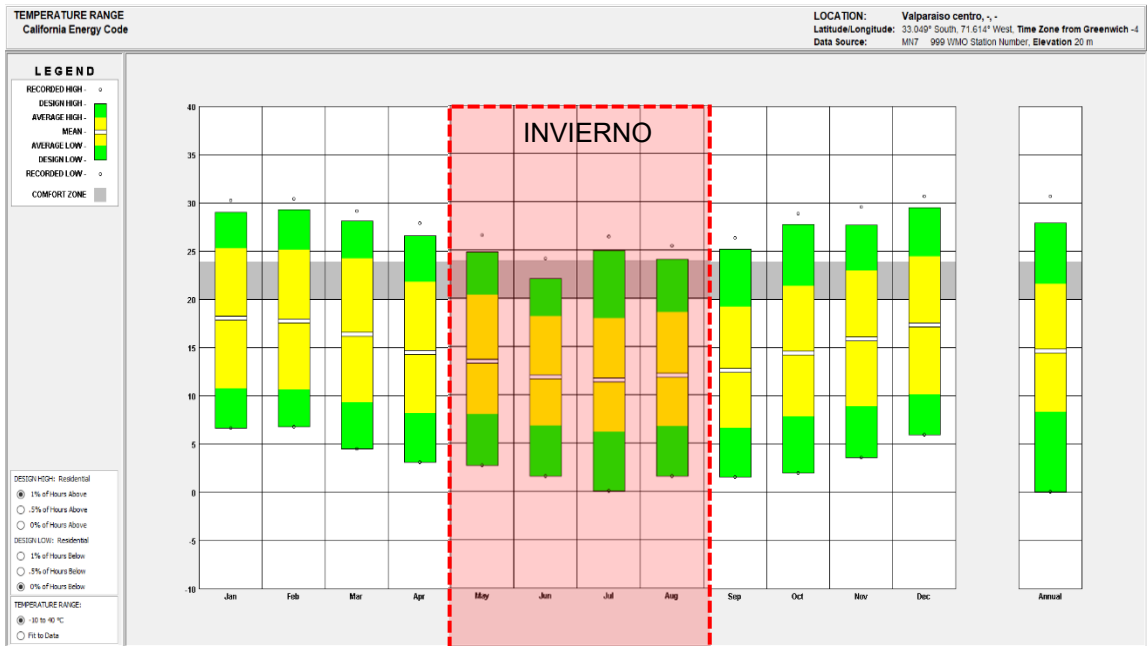 TEMPERATURE RANGE
California Energy Code
LOCATION: Valparaiso centro, -, -
Latitude/Longitude: 33.049° South, 71.614° West, Time Zone from Greenwich -4
Data Source: MN7 999 WMO Station Number, Elevation 20 m
LEGEND
RECORDED HIGH -
DESIGN HIGH -
AVERAGE HIGH -
MEAN -
AVERAGE LOW -
DESIGN LOW -
RECORDED LOW -
COMFORT ZONE
DESIGN HIGH: Residential
1% of Hours Above
.5% of Hours Above
0% of Hours Above
DESIGN LOW: Residential
1% of Hours Below
.5% of Hours Below
0% of Hours Below
TEMPERATURE RANGE:
-10 to 40 °C
Fit to Data
INVIERNO
40
35
30
25
20
15
10
5
0
-5
-10
Jan Feb Mar Apr May Jun Jul Aug Sep Oct Nov Dec Annual